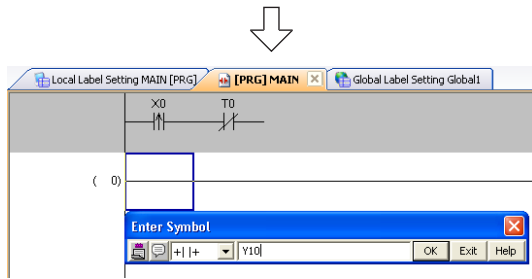 Local Label Setting MAIN [PRG] [PRG] MAIN Global Label Setting Global1
X0 T0
( 0)
Enter Symbol
Y10 OK Exit Help